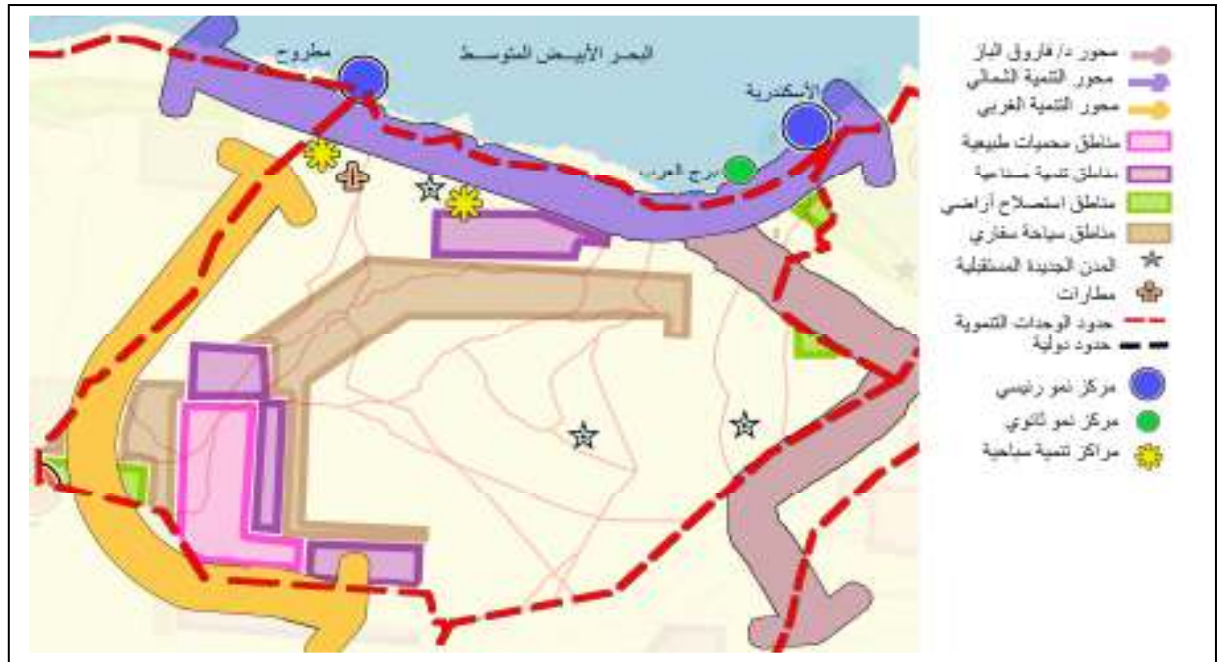 البحر الأبيض المتوسط
مطروح
الأسكندرية
برج العرب
محور د/ فاروق الباز
محور التنمية الشمالي
محور التنمية الغربي
مناطق محميات طبيعية
مناطق تنمية صناعية
مناطق استصلاح أراضي
مناطق سياحة سفاري
المدن الجديدة المستقبلية
مطارات
حدود الوحدات التنموية
حدود دولية
مركز نمو رئيسي
مركز نمو ثانوي
مراكز تنمية سياحية